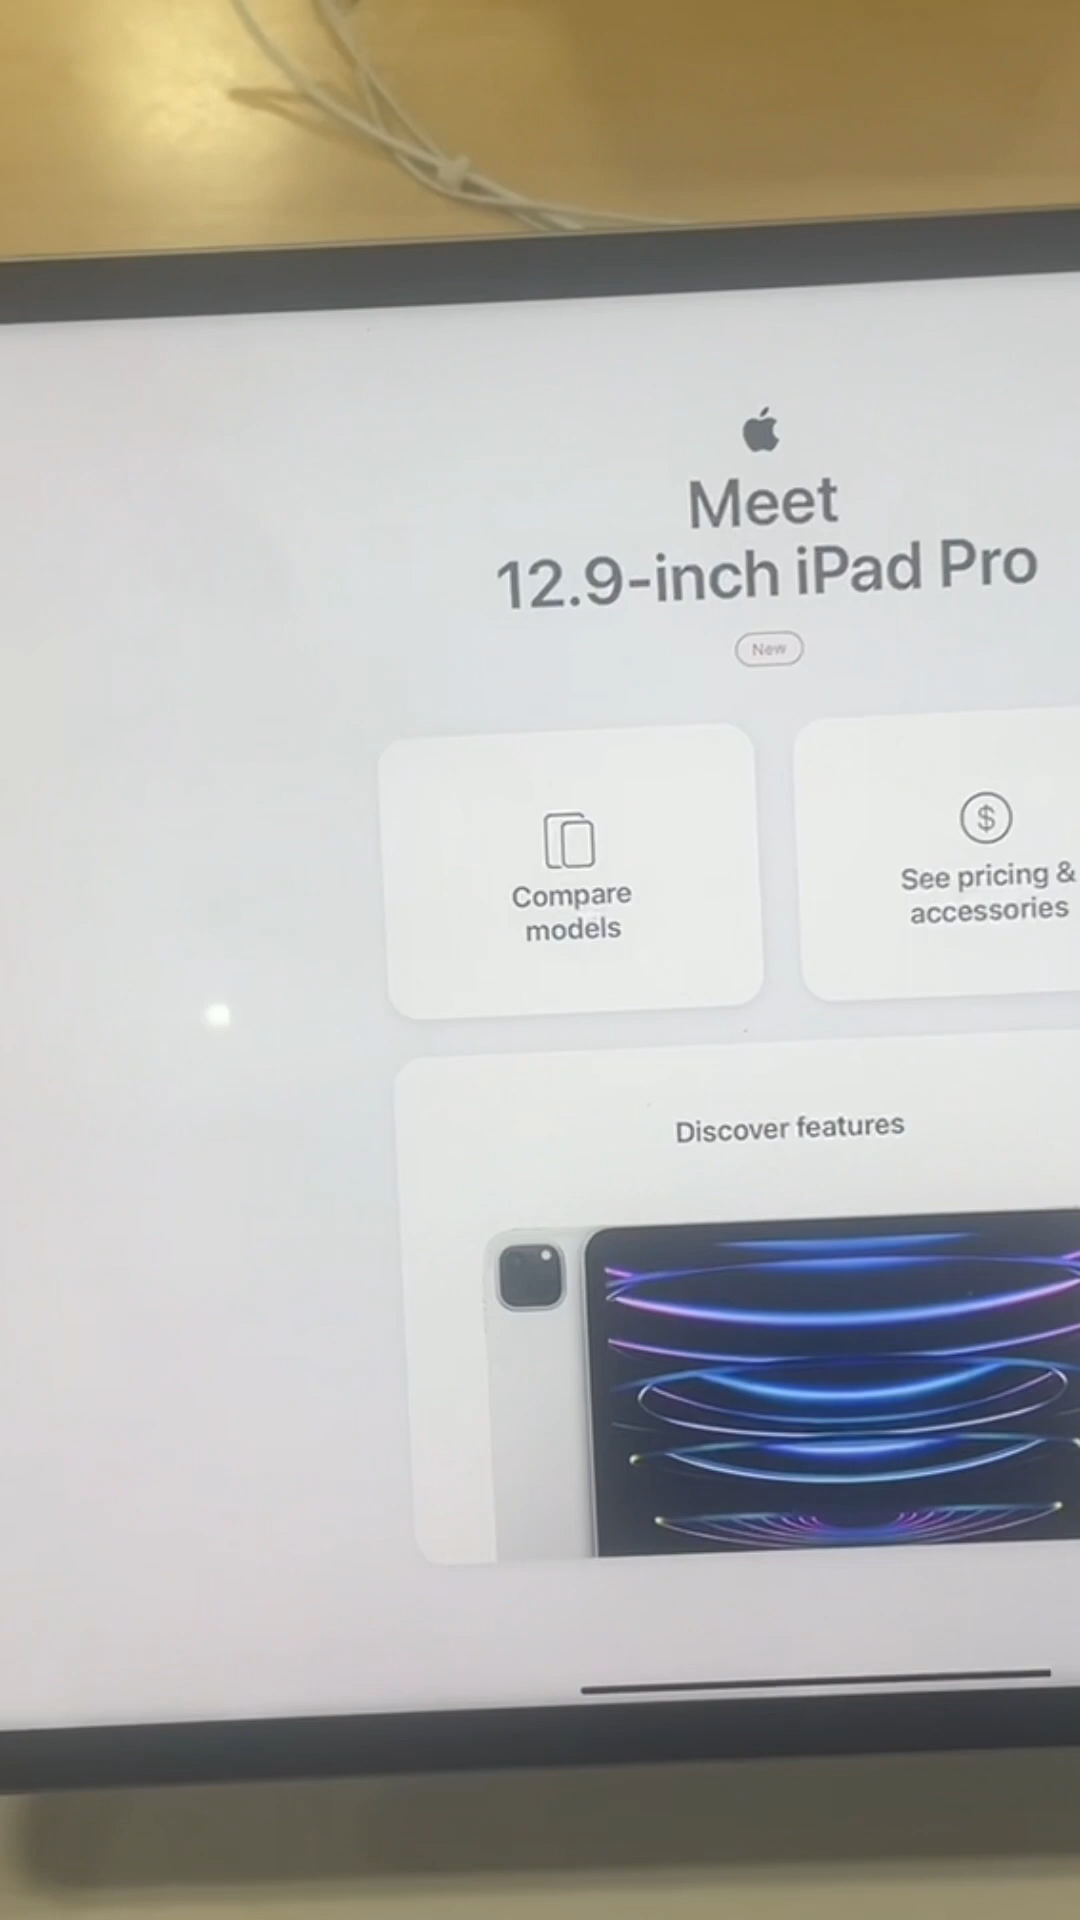 Meet
12.9-inch iPad Pro
New
Compare
models
$
See pricing &
accessories
Discover features